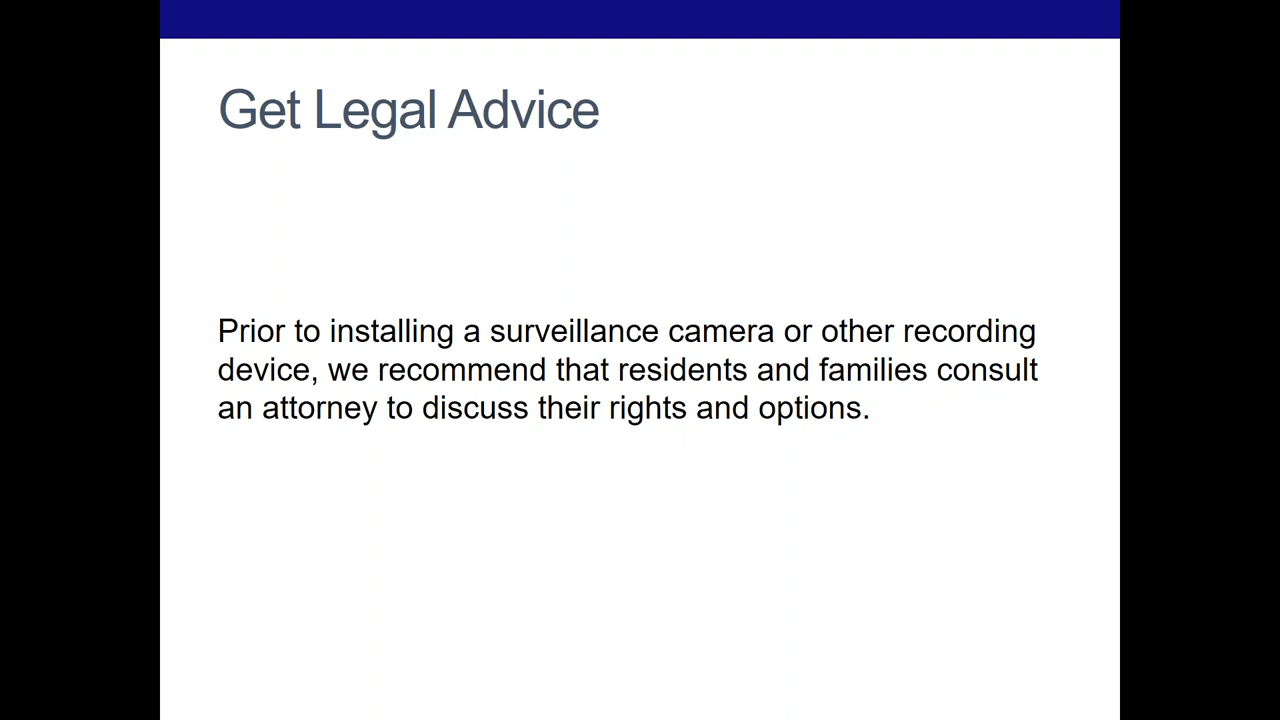 Get Legal Advice
Prior to installing a surveillance camera or other recording
device, we recommend that residents and families consult
an attorney to discuss their rights and options.